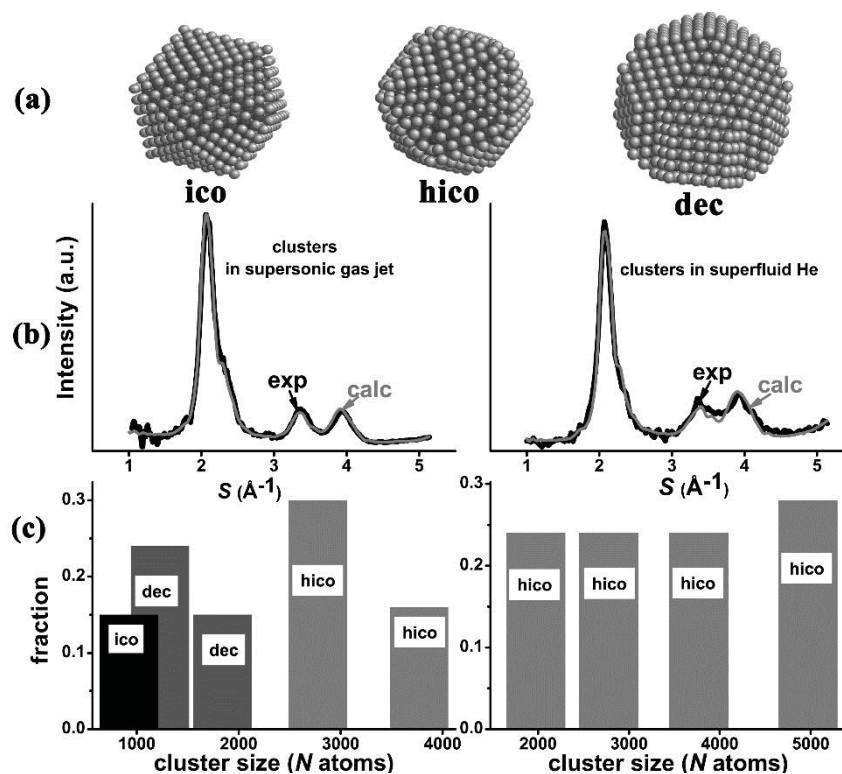 (a)
ico hico dec
(b)
Intensity (a.u.)
clusters
in supersonic gas jet
exp
calc
1 2 3 4 5
S (Å-1)
clusters in superfluid He
exp
calc
1 2 3 4 5
S (Å-1)
(c)
fraction
0.3
0.2
0.1
0.0
ico
dec
dec
hico
hico
1000 2000 3000 4000
cluster size (N atoms)
0.3
0.2
0.1
0.0
hico
hico
hico
hico
2000 3000 4000 5000
cluster size (N atoms)